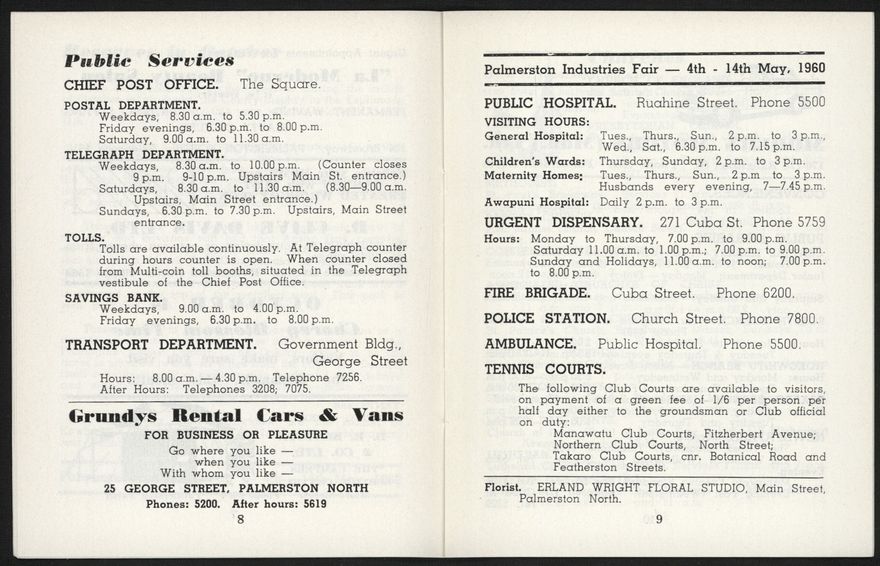 Public Services
CHIEF POST OFFICE. The Square.
POSTAL DEPARTMENT.
Weekdays, 8.30 a.m. to 5.30 p.m.
Friday evenings, 6.30 p.m. to 8.00 p.m.
Saturday, 9.00 a.m. to 11.30 a.m.
TELEGRAPH DEPARTMENT.
Weekdays, 8.30 a.m. to 10.00 p.m. (Counter closes
9 p.m. 9-10 p.m. Upstairs Main St. entrance.)
Saturdays, 8.30 a.m. to 11.30 a.m. (8.30—9.00 a.m.
Upstairs, Main Street entrance.)
Sundays, 6.30 p.m. to 7.30 p.m. Upstairs, Main Street
entrance.
TOLLS.
Tolls are available continuously. At Telegraph counter
during hours counter is open. When counter closed
from Multi-coin toll booths, situated in the Telegraph
vestibule of the Chief Post Office.
SAVINGS BANK.
Weekdays, 9.00 a.m. to 4.00 p.m.
Friday evenings, 6.30 p.m. to 8.00 p.m.
TRANSPORT DEPARTMENT. Government Bldg.,
George Street
Hours: 8.00 a.m. — 4.30 p.m. Telephone 7256.
After Hours: Telephones 3208; 7075.
Grundys Rental Cars & Vans
FOR BUSINESS OR PLEASURE
Go where you like —
when you like —
With whom you like —
25 GEORGE STREET, PALMERSTON NORTH
Phones: 5200. After hours: 5619
8
Palmerston Industries Fair — 4th - 14th May, 1960
PUBLIC HOSPITAL. Ruahine Street. Phone 5500
VISITING HOURS:
General Hospital: Tues., Thurs., Sun., 2 p.m. to 3 p.m.,
Wed., Sat., 6.30 p.m. to 7.15 p.m.
Children's Wards: Thursday, Sunday, 2 p.m. to 3 p.m.
Maternity Homes: Tues., Thurs., Sun., 2 p.m to 3 p.m.
Husbands every evening, 7—7.45 p.m.
Awapuni Hospital: Daily 2 p.m. to 3 p.m.
URGENT DISPENSARY. 271 Cuba St. Phone 5759
Hours: Monday to Thursday, 7.00 p.m. to 9.00 p.m.
Saturday 11.00 a.m. to 1.00 p.m.; 7.00 p.m. to 9.00 p.m.
Sunday and Holidays, 11.00 a.m. to noon; 7.00 p.m.
to 8.00 p.m.
FIRE BRIGADE. Cuba Street. Phone 6200.
POLICE STATION. Church Street. Phone 7800.
AMBULANCE. Public Hospital. Phone 5500.
TENNIS COURTS.
The following Club Courts are available to visitors,
on payment of a green fee of 1/6 per person per
half day either to the groundsman or Club official
on duty:
Manawatu Club Courts, Fitzherbert Avenue;
Northern Club Courts, North Street;
Takaro Club Courts, cnr. Botanical Road and
Featherston Streets.
Florist. ERLAND WRIGHT FLORAL STUDIO, Main Street,
Palmerston North.
9